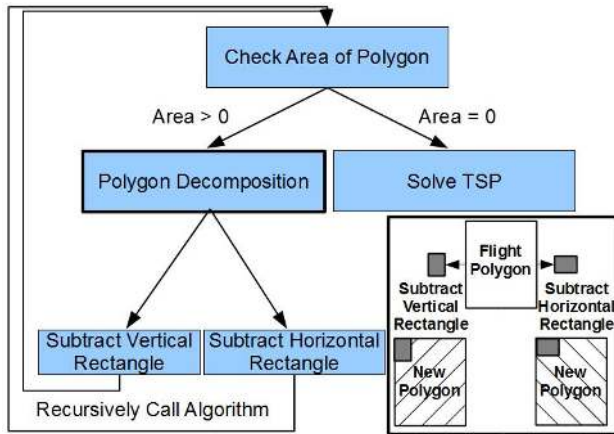 Check Area of Polygon
Area > 0
Area = 0
Polygon Decomposition
Solve TSP
Subtract Vertical
Rectangle
Subtract Horizontal
Rectangle
Recursively Call Algorithm
Flight
Polygon
Subtract
Vertical
Rectangle
Subtract
Horizontal
Rectangle
New
Polygon
New
Polygon